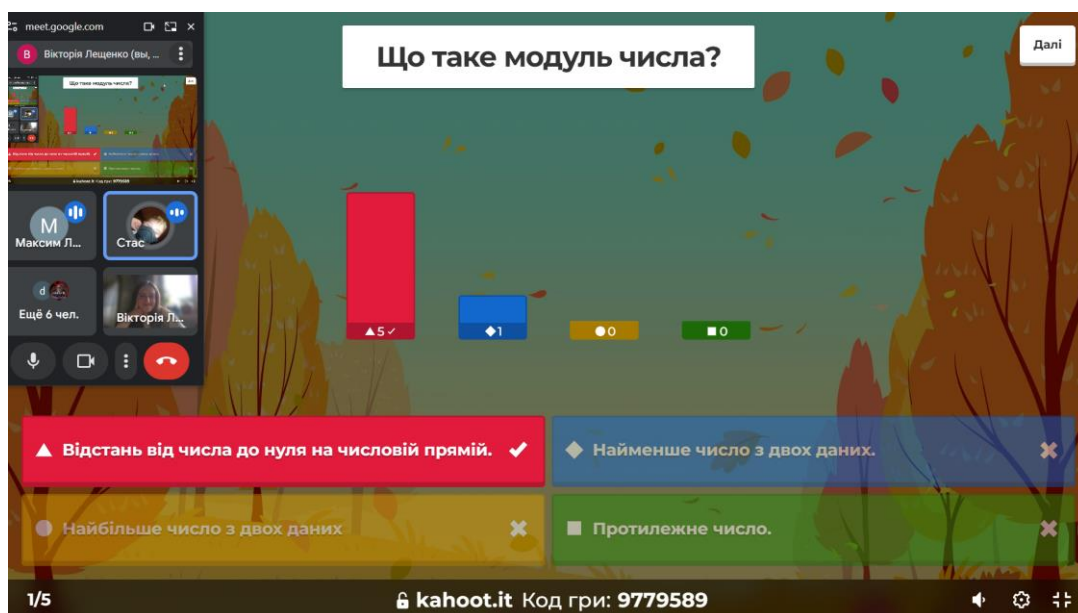 meet.google.com
В Вікторія Лещенко (вы, ...
Що таке модуль числа?
Далі
М
Максим Л...
Стас
d
Ещё 6 чел.
Вікторія Л...
5
1
0
0
Відстань від числа до нуля на числовій прямій.
Найменше число з двох даних.
Найбільше число з двох даних
Протилежне число.
1/5
kahoot.it Код гри: 9779589